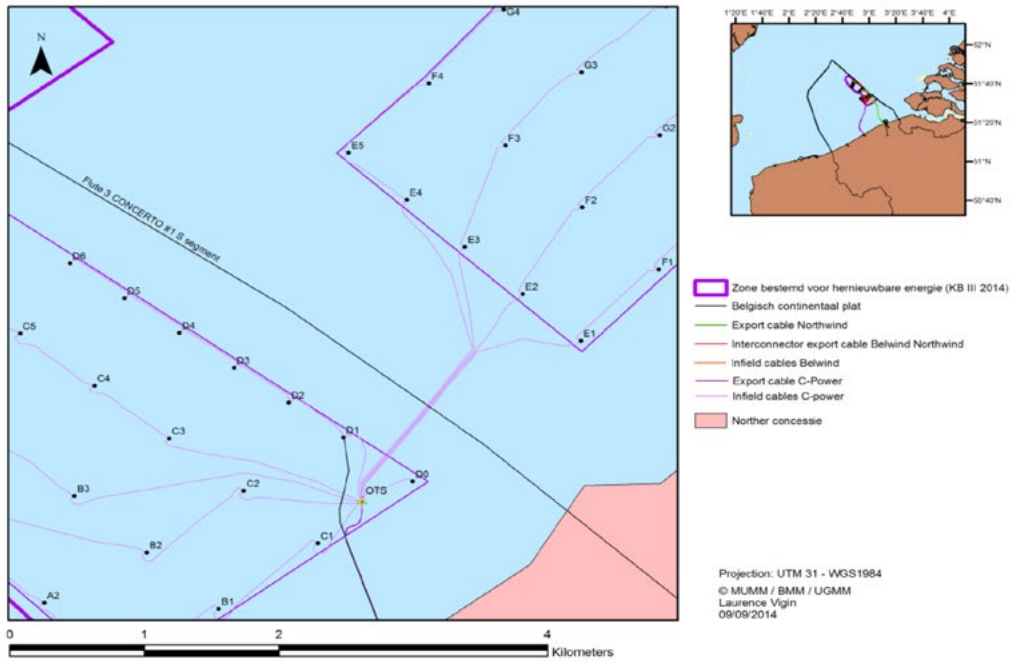 N
G4
F4
G3
F3
G2
E5
E4
F2
E3
F1
E2
E1
Flute 3 CONCERTO #1 S segment
D6
D5
C5
D4
D3
C4
D2
D1
C3
D0
B3
C2
OTS
B2
C1
A2
B1
0 1 2 4
Kilometers
1°20'E 1°40'E 2°E 2°20'E 2°40'E 3°E 3°20'E 3°40'E 4°E
52°N
51°40'N
51°20'N
51°N
50°40'N
Zone bestemd voor hernieuwbare energie (KB III 2014)
Belgisch continentaal plat
Export cable Northwind
Interconnector export cable Belwind Northwind
Infield cables Belwind
Export cable C-Power
Infield cables C-power
Norther concessie
Projection: UTM 31 - WGS1984
© MUMM / BMM / UGMM
Laurence Vigin
09/09/2014